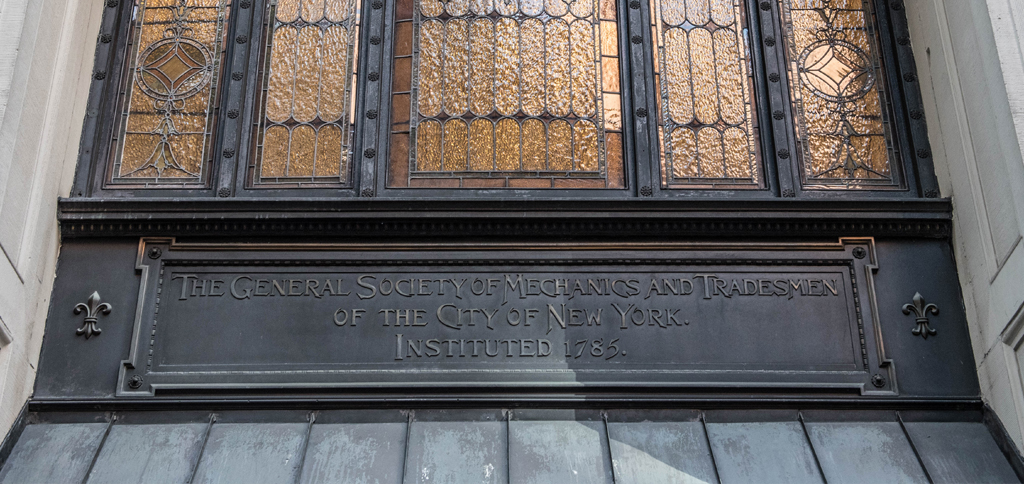 The General Society of Mechanics and Tradesmen
of the City of New York.
Instituted 1785.